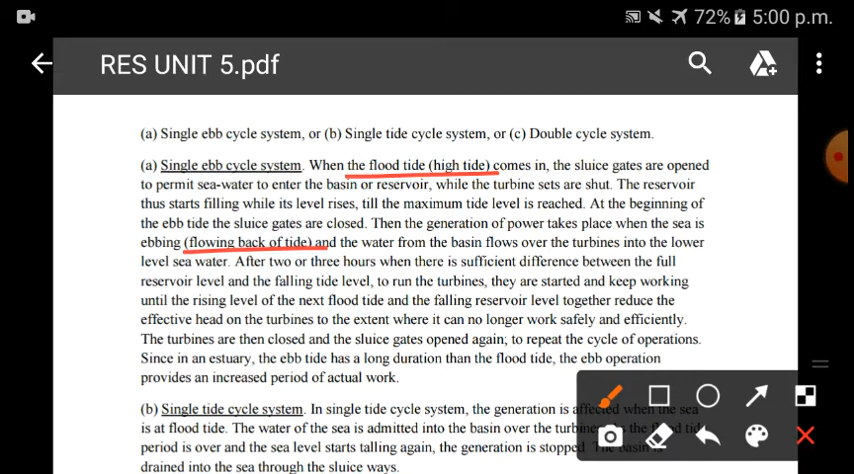 72% 5:00 p.m.
RES UNIT 5.pdf
(a) Single ebb cycle system, or (b) Single tide cycle system, or (c) Double cycle system.
(a) Single ebb cycle system. When the flood tide (high tide) comes in, the sluice gates are opened
to permit sea-water to enter the basin or reservoir, while the turbine sets are shut. The reservoir
thus starts filling while its level rises, till the maximum tide level is reached. At the beginning of
the ebb tide the sluice gates are closed. Then the generation of power takes place when the sea is
ebbing (flowing back of tide) and the water from the basin flows over the turbines into the lower
level sea water. After two or three hours when there is sufficient difference between the full
reservoir level and the falling tide level, to run the turbines, they are started and keep working
until the rising level of the next flood tide and the falling reservoir level together reduce the
effective head on the turbines to the extent where it can no longer work safely and efficiently.
The turbines are then closed and the sluice gates opened again; to repeat the cycle of operations.
Since in an estuary, the ebb tide has a long duration than the flood tide, the ebb operation
provides an increased period of actual work.
(b) Single tide cycle system. In single tide cycle system, the generation is affected when the sea
is at flood tide. The water of the sea is admitted into the basin over the turbines flood tide
period is over and the sea level starts talling again, the generation is stopped The basin is
drained into the sea through the sluice ways.